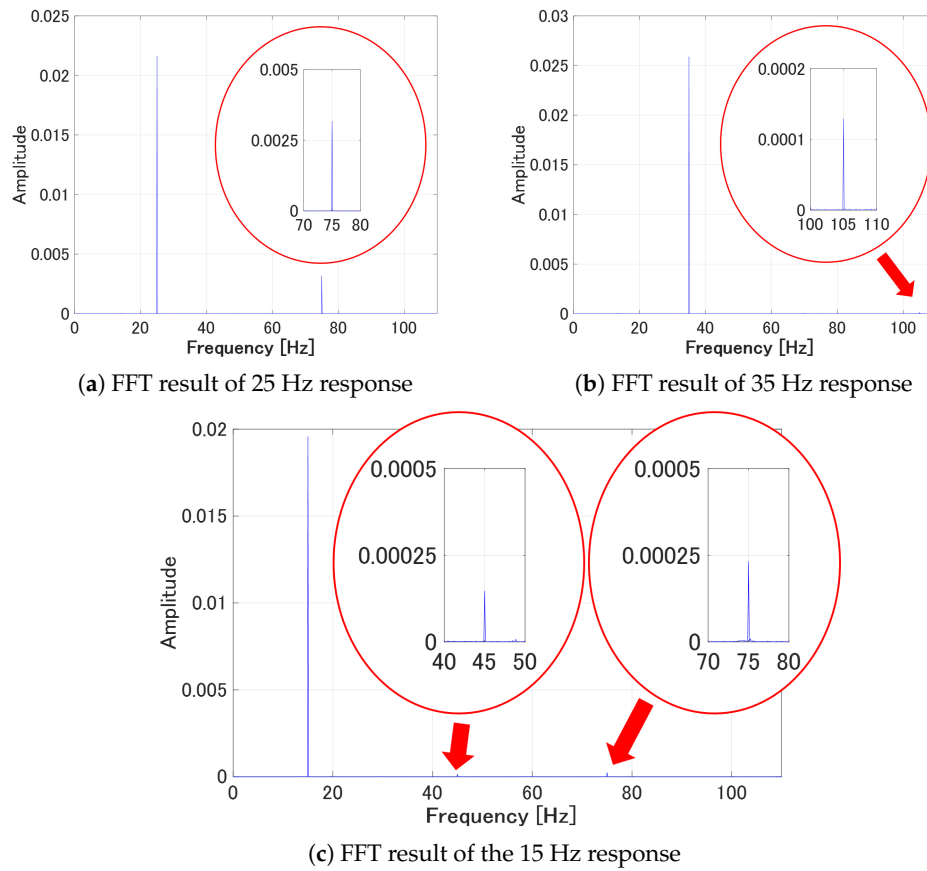 0.025
0.02
0.015
0.01
0.005
0
0 20 40 60 80 100
Amplitude
Frequency [Hz]
0.005
0.0025
0
70 75 80
(a) FFT result of 25 Hz response
0.03
0.025
0.02
0.015
0.01
0.005
0
0 20 40 60 80 100
Amplitude
Frequency [Hz]
0.0002
0.0001
0
100 105 110
(b) FFT result of 35 Hz response
0.02
0.015
0.01
0.005
0
0 20 40 60 80 100
Amplitude
Frequency [Hz]
0.0005
0.00025
0
40 45 50
0.0005
0.00025
0
70 75 80
(c) FFT result of the 15 Hz response